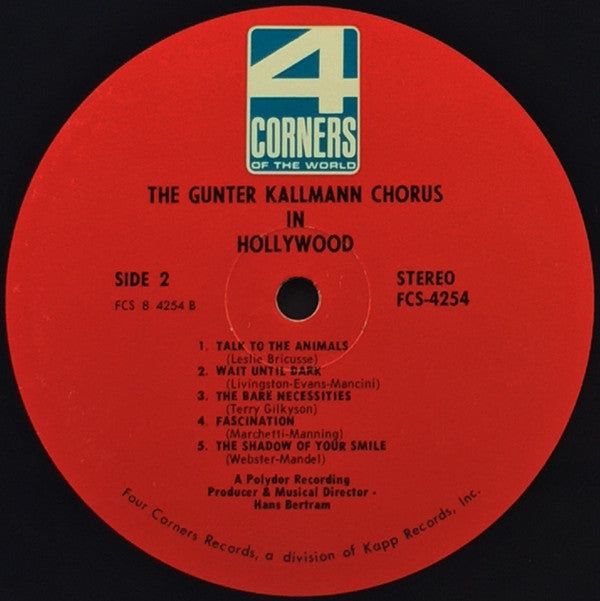 4
CORNERS
OF THE WORLD
THE GUNTER KALLMANN CHORUS
IN
HOLLYWOOD
SIDE 2
FCS 8 4254 B
STEREO
FCS-4254
1. TALK TO THE ANIMALS
(Leslie Bricusse)
2. WAIT UNTIL DARK
(Livingston-Evans-Mancini)
3. THE BARE NECESSITIES
(Terry Gilkyson)
4. FASCINATION
(Marchetti-Manning)
5. THE SHADOW OF YOUR SMILE
(Webster-Mandel)
A Polydor Recording
Producer & Musical Director -
Hans Bertram
Four Corners Records, a division of Kapp Records, Inc.